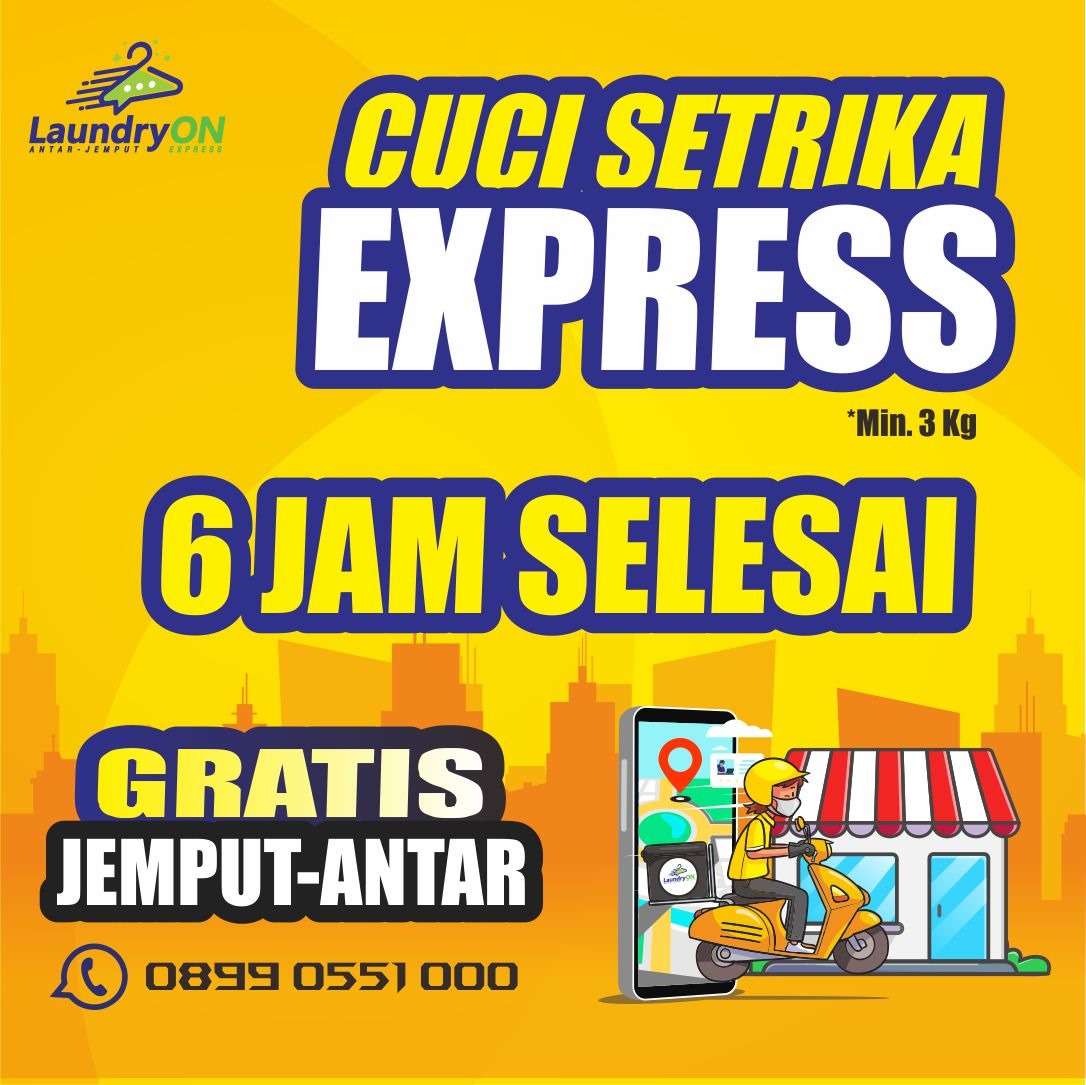 LaundryON
ANTAR-JEMPUT EXPRESS
CUCI SETRIKA
EXPRESS
*Min. 3 Kg
6 JAM SELESAI
GRATIS
JEMPUT-ANTAR
0899 0551 000
LaundryON